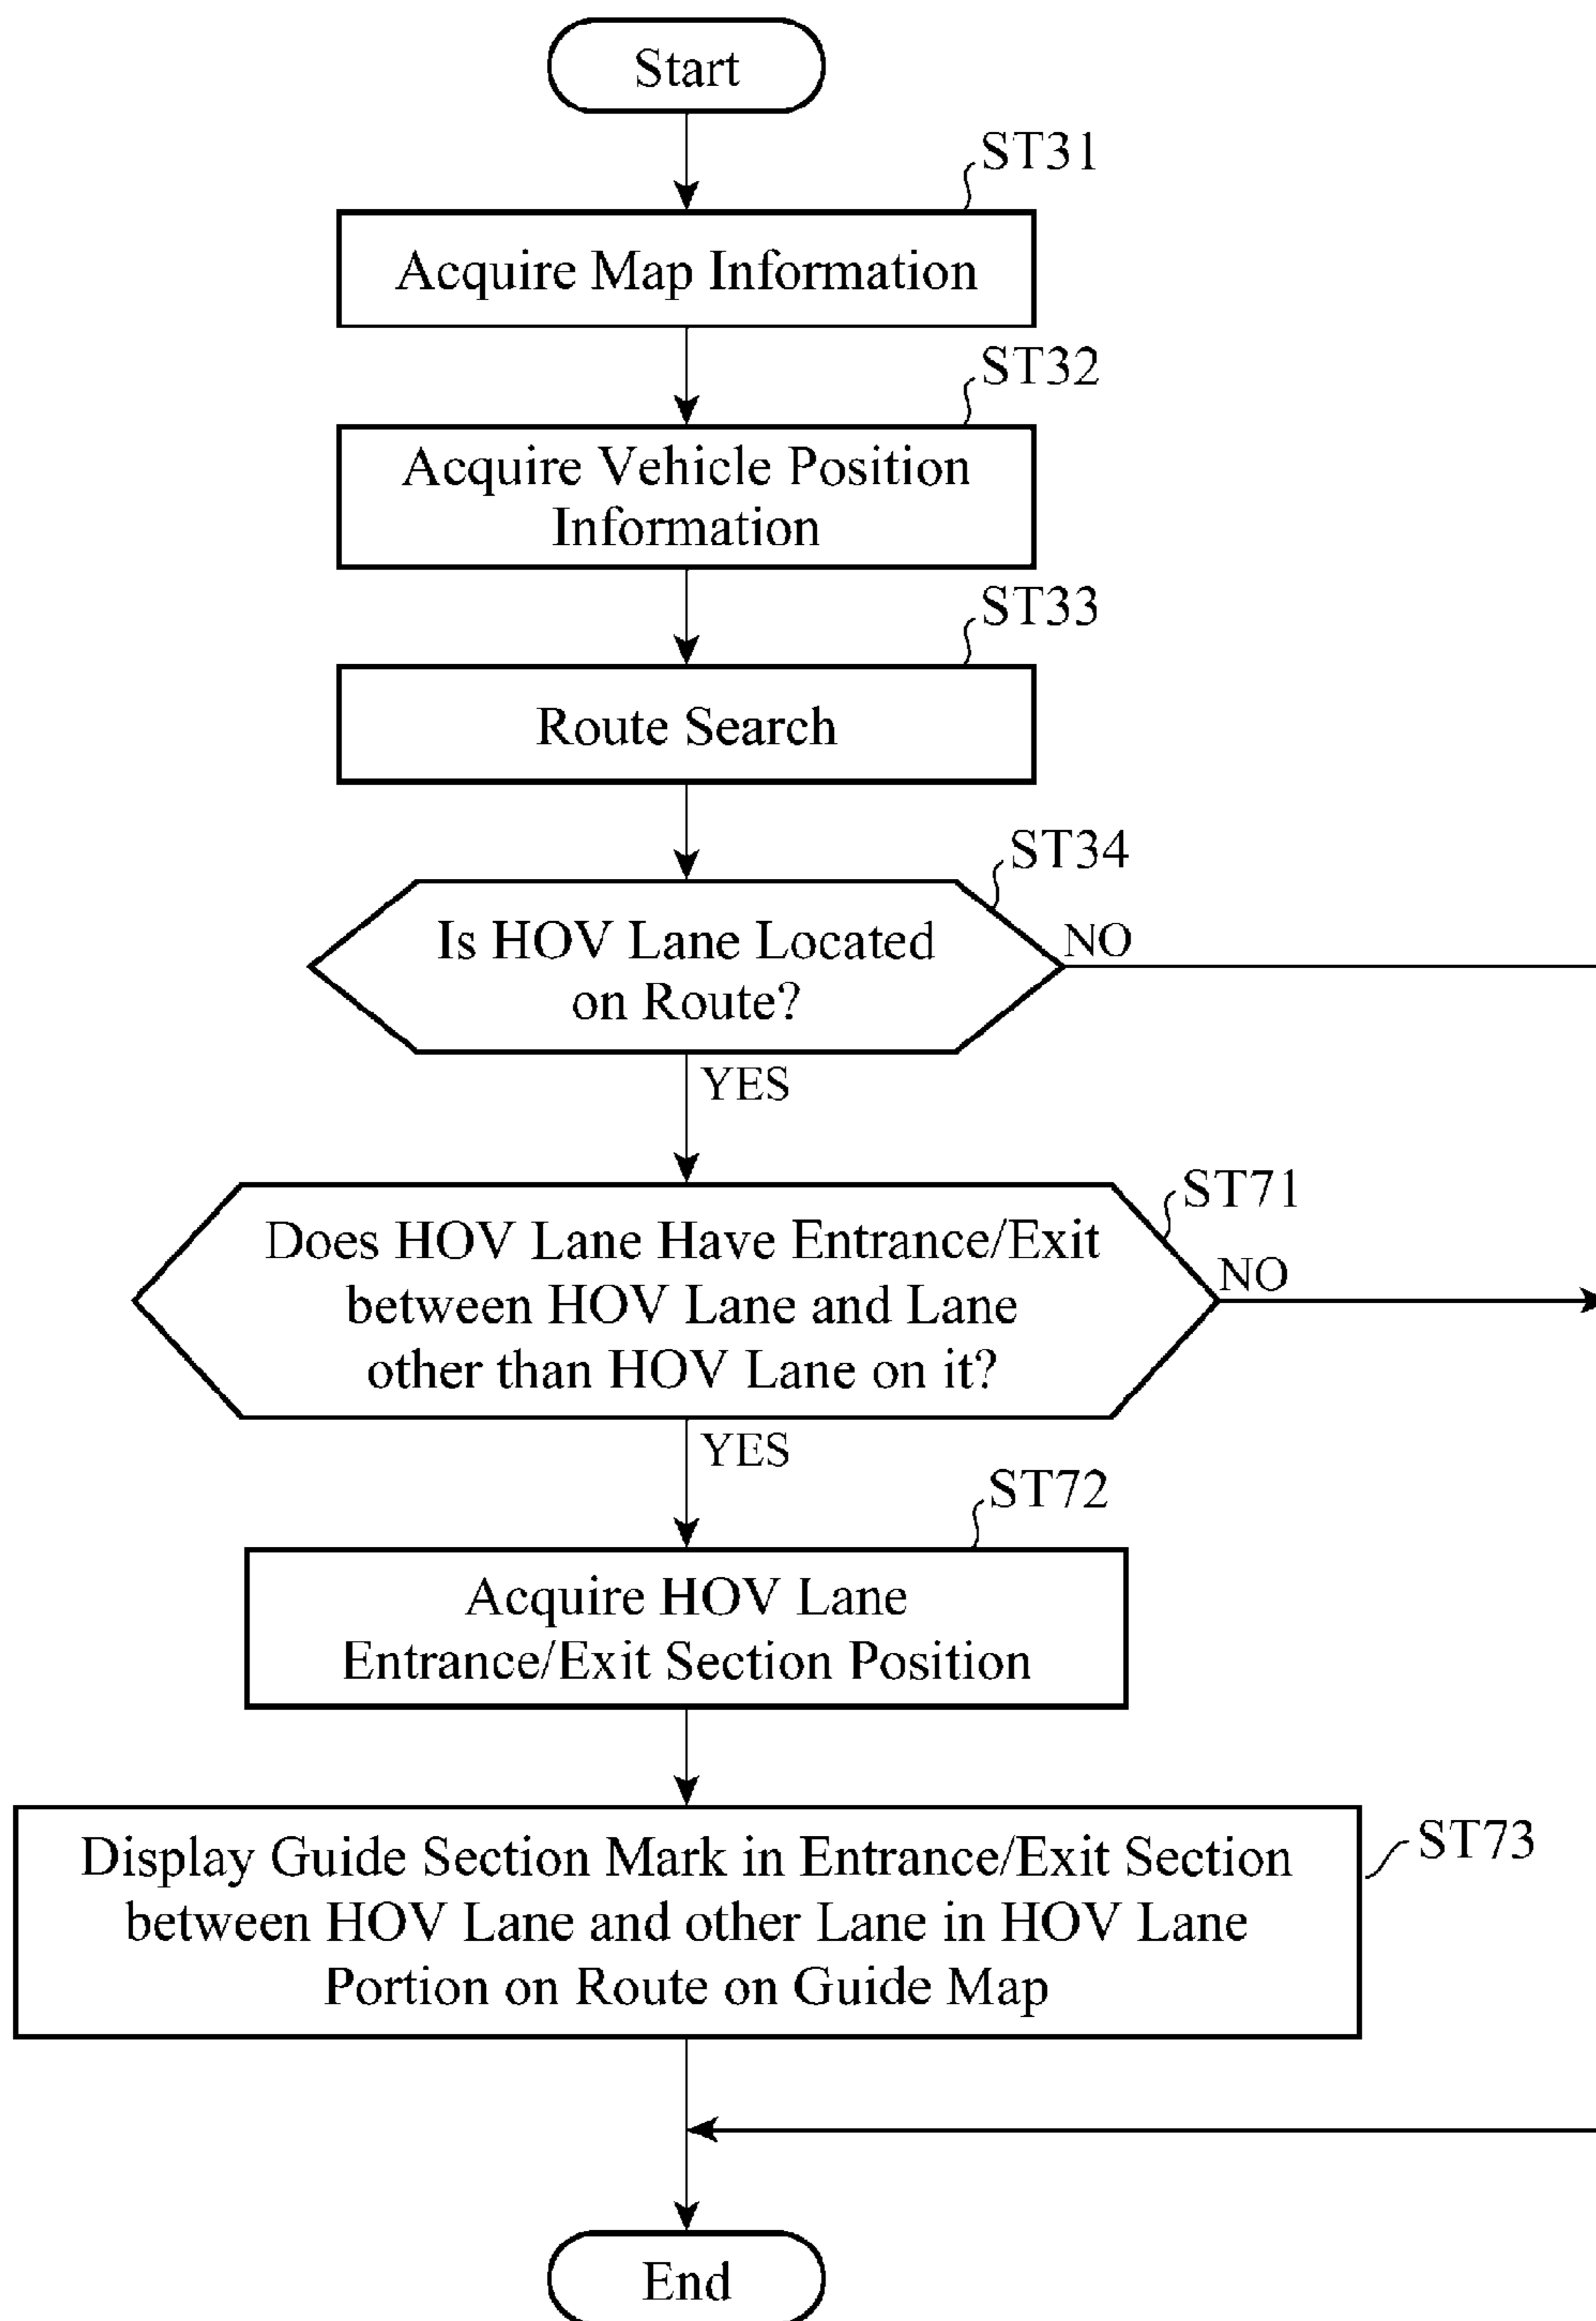 Start
ST31
Acquire Map Information
ST32
Acquire Vehicle Position
Information
ST33
Route Search
ST34
Is HOV Lane Located
on Route?
NO
YES
ST71
Does HOV Lane Have Entrance/Exit
between HOV Lane and Lane
other than HOV Lane on it?
NO
YES
ST72
Acquire HOV Lane
Entrance/Exit Section Position
ST73
Display Guide Section Mark in Entrance/Exit Section
between HOV Lane and other Lane in HOV Lane
Portion on Route on Guide Map
End